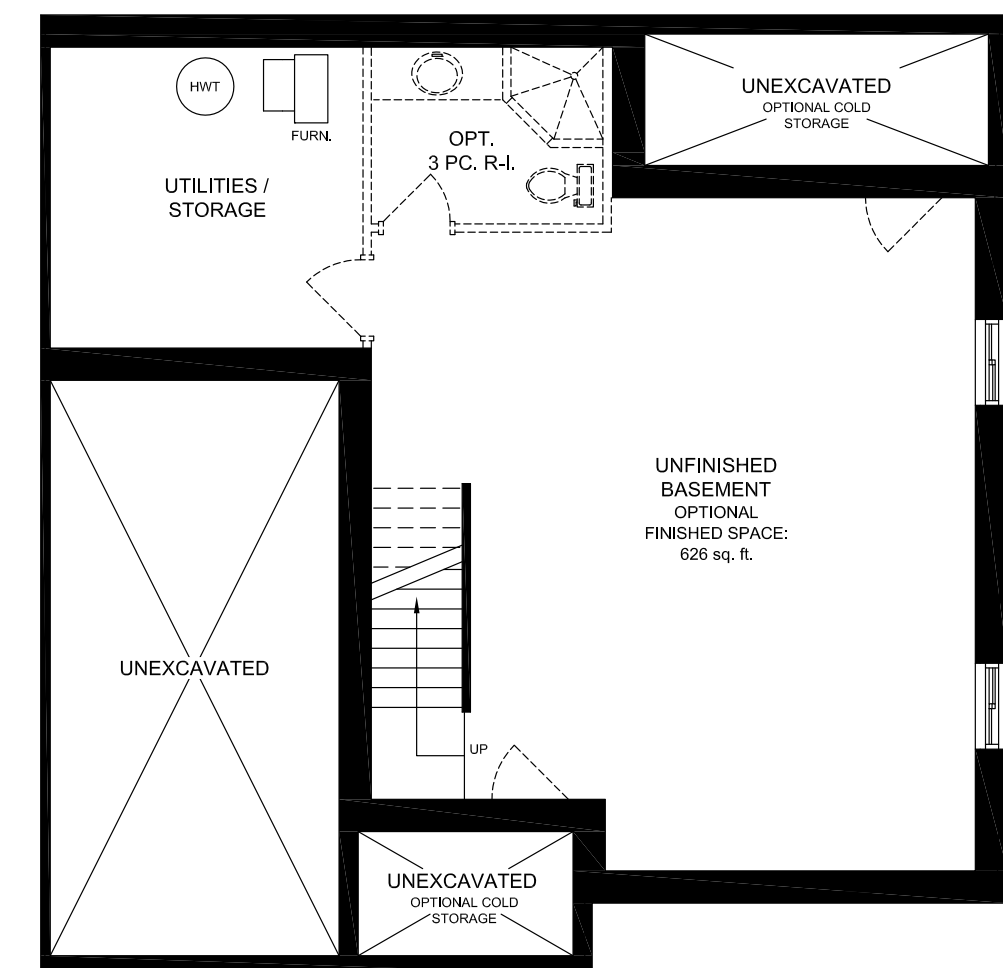 HWT
FURN.
UTILITIES /
STORAGE
OPT.
3 PC. R-I.
UNEXCAVATED
OPTIONAL COLD
STORAGE
UNFINISHED
BASEMENT
OPTIONAL
FINISHED SPACE:
626 sq. ft.
UNEXCAVATED
UP
UNEXCAVATED
OPTIONAL COLD
STORAGE